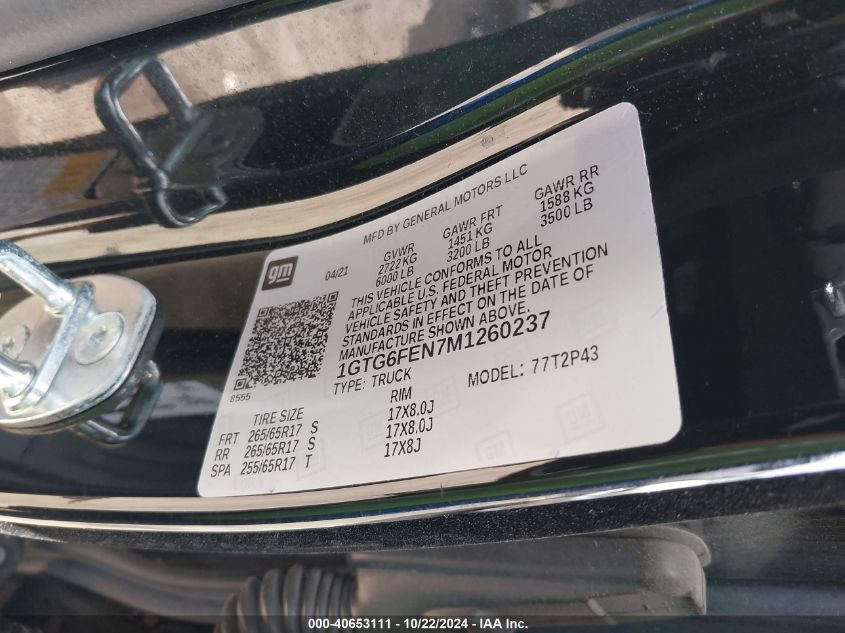 MFD BY GENERAL MOTORS LLC
gm
04/21
GVWR GAWR FRT GAWR RR
2722 KG 1451 KG 1588 KG
6000 LB 3200 LB 3500 LB
THIS VEHICLE CONFORMS TO ALL
APPLICABLE U.S. FEDERAL MOTOR
VEHICLE SAFETY AND THEFT PREVENTION
STANDARDS IN EFFECT ON THE DATE OF
MANUFACTURE SHOWN ABOVE.
1GTG6FEN7M1260237
8555
TYPE: TRUCK MODEL: 77T2P43
TIRE SIZE RIM
FRT 265/65R17 S 17X8.0J
RR 265/65R17 S 17X8.0J
SPA 255/65R17 T 17X8J
000-40653111 - 10/22/2024 - IAA Inc.